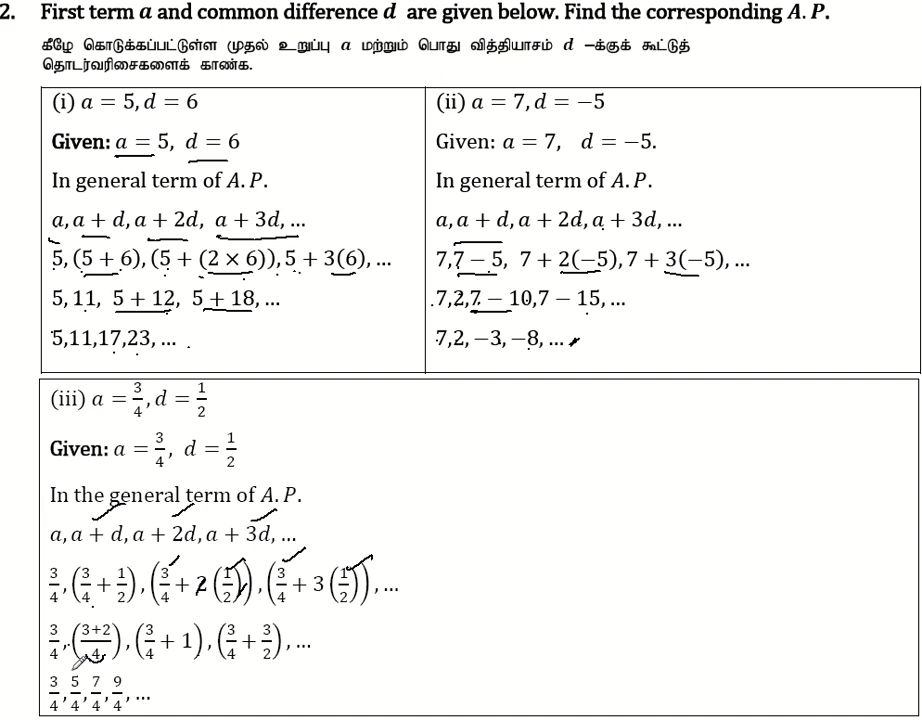 2. First term a and common difference d are given below. Find the corresponding A. P.
கீழே கொடுக்கப்பட்டுள்ள முதல் உறுப்பு a மற்றும் பொது வித்தியாசம் d –க்குக் கூட்டுத்
தொடர்வரிசைகளைக் காண்க.
(i) a = 5, d = 6
Given: a = 5, d = 6
In general term of A. P.
a, a + d, a + 2d, a + 3d, ...
5, (5 + 6), (5 + (2 × 6)), 5 + 3(6), ...
5, 11, 5 + 12, 5 + 18, ...
5,11,17,23, ...
(ii) a = 7, d = −5
Given: a = 7, d = −5.
In general term of A. P.
a, a + d, a + 2d, a + 3d, ...
7,7 − 5, 7 + 2(−5), 7 + 3(−5), ...
7,2,7 − 10,7 − 15, ...
7,2, −3, −8, ...
(iii) a = 3/4, d = 1/2
Given: a = 3/4, d = 1/2
In the general term of A. P.
a, a + d, a + 2d, a + 3d, ...
3/4, (3/4 + 1/2), (3/4 + 2(1/2)), (3/4 + 3(1/2)), ...
3/4, ((3+2)/4), (3/4 + 1), (3/4 + 3/2), ...
3/4, 5/4, 7/4, 9/4, ...